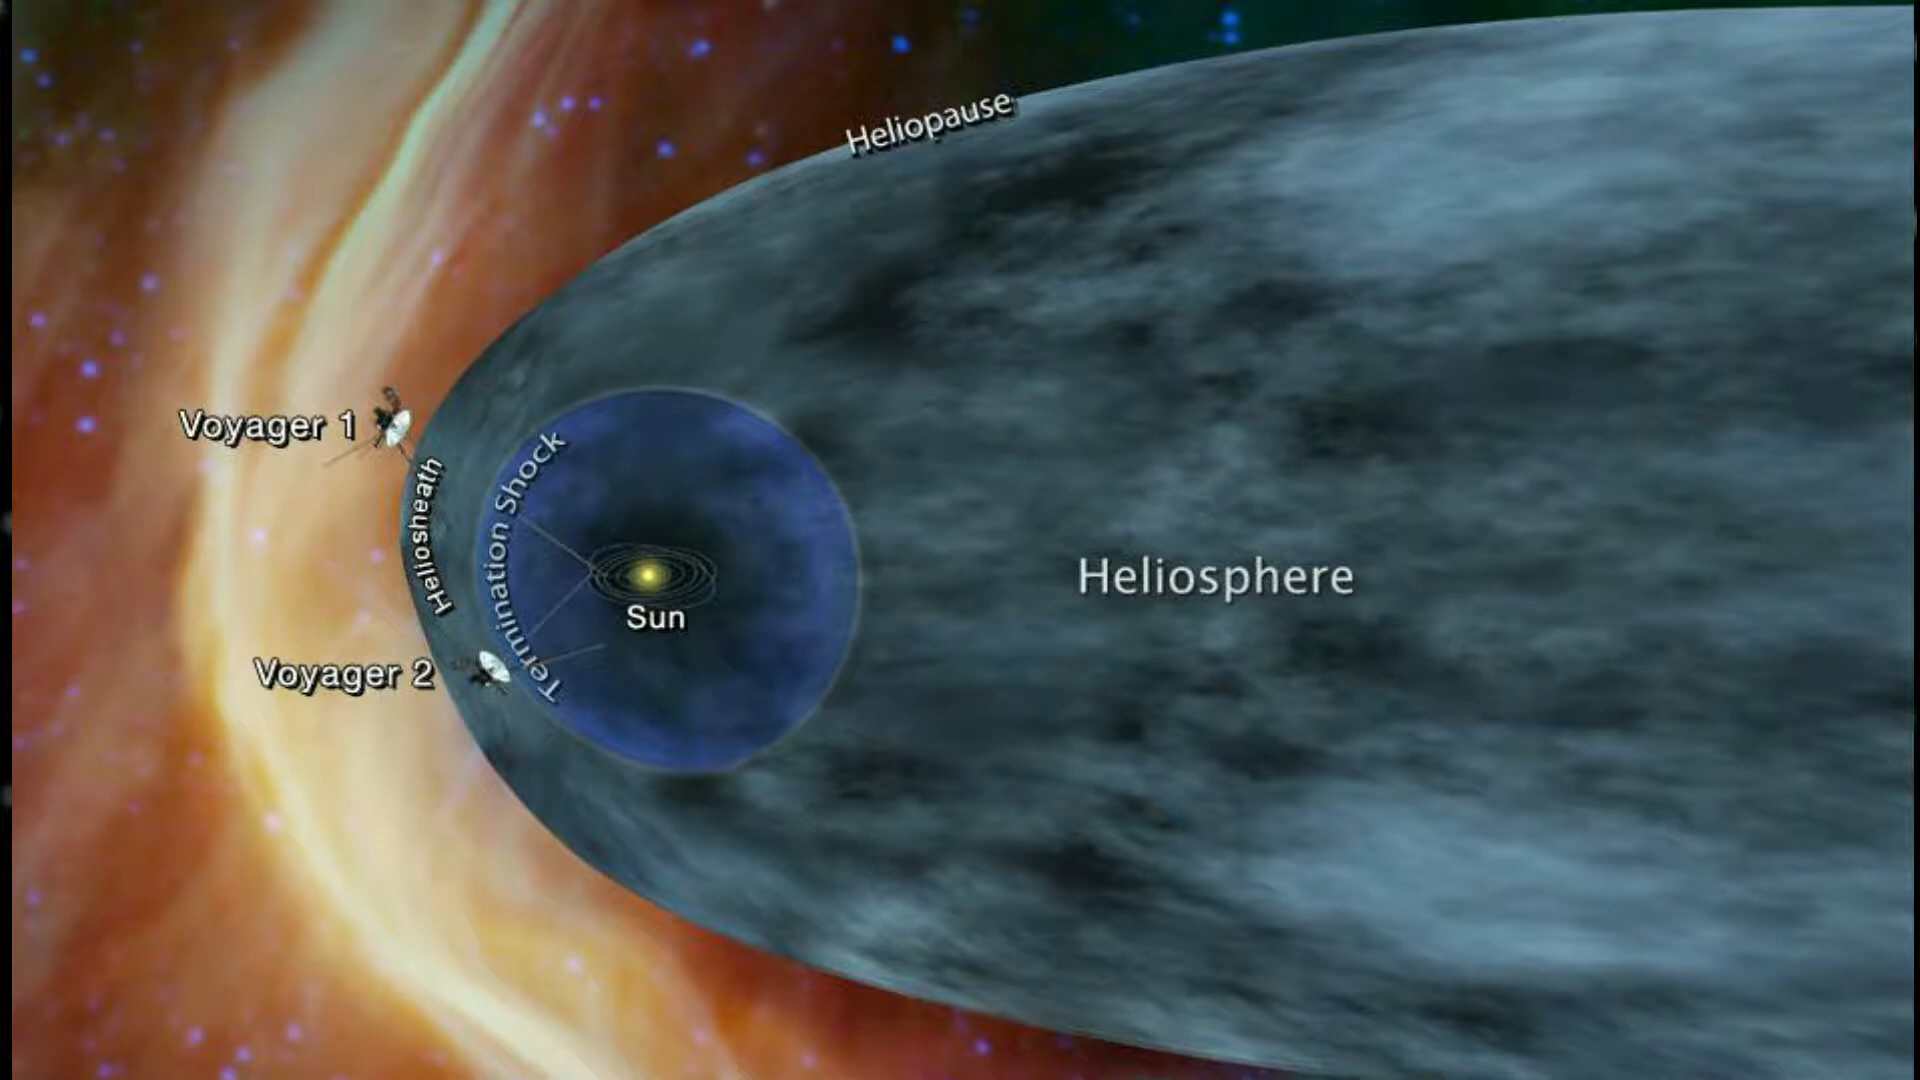 Heliopause
Voyager 1
Heliosheath
Termination Shock
Heliosphere
Sun
Voyager 2